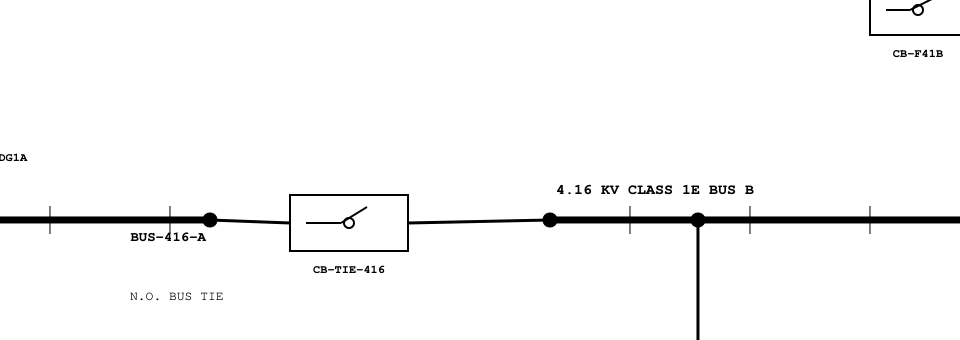 CB-F41B
DG1A
4.16 KV CLASS 1E BUS B
BUS-416-A
CB-TIE-416
N.O. BUS TIE